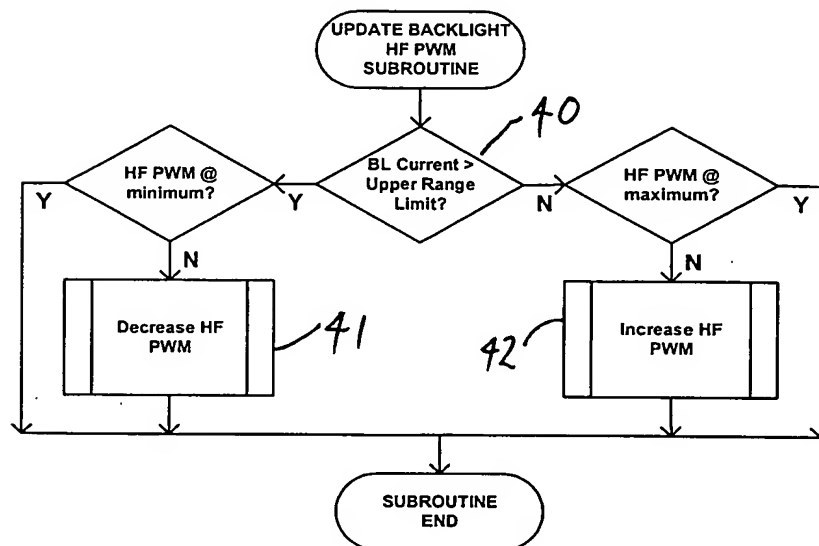 UPDATE BACKLIGHT
HF PWM
SUBROUTINE
40
HF PWM @
minimum?
BL Current >
Upper Range
Limit?
HF PWM @
maximum?
Y
Y
N
Y
N
N
Decrease HF
PWM
41
42
Increase HF
PWM
SUBROUTINE
END